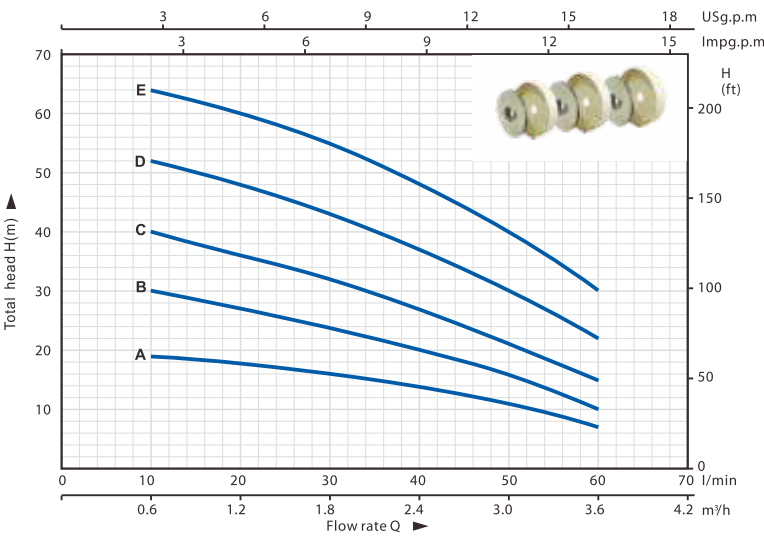 3 6 9 12 15 18 USg.p.m
3 6 9 12 15 Impg.p.m
70
60
50
40
30
20
10
Total head H(m)
E
D
C
B
A
H
(ft)
200
150
100
50
0
0 10 20 30 40 50 60 70 l/min
0.6 1.2 1.8 2.4 3.0 3.6 4.2 m³/h
Flow rate Q